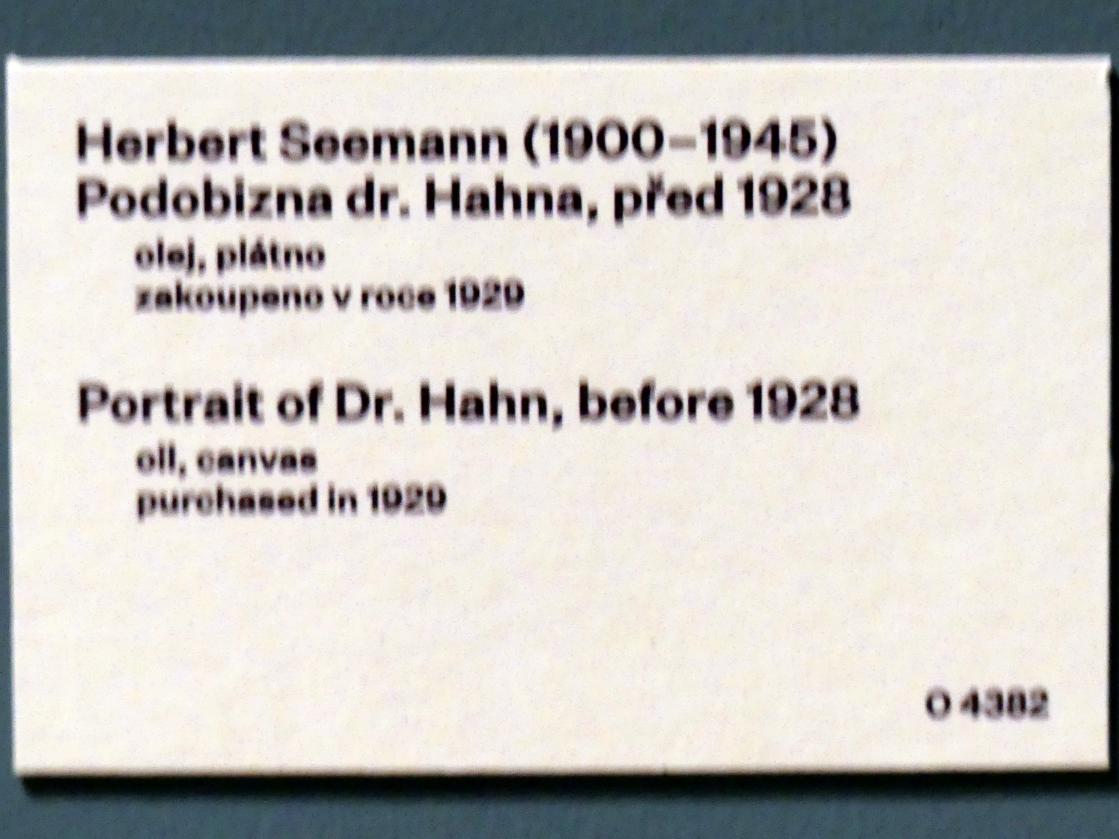 Herbert Seemann (1900–1945)
Podobizna dr. Hahna, před 1928
olej, plátno
zakoupeno v roce 1929
Portrait of Dr. Hahn, before 1928
oil, canvas
purchased in 1929
O 4382